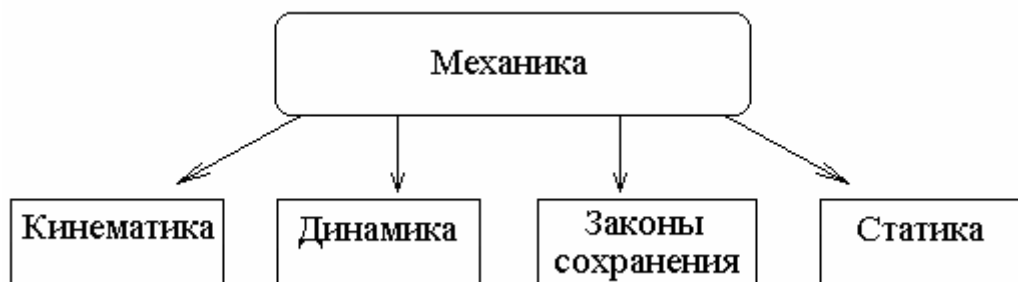 Механика
Кинематика
Динамика
Законы
сохранения
Статика